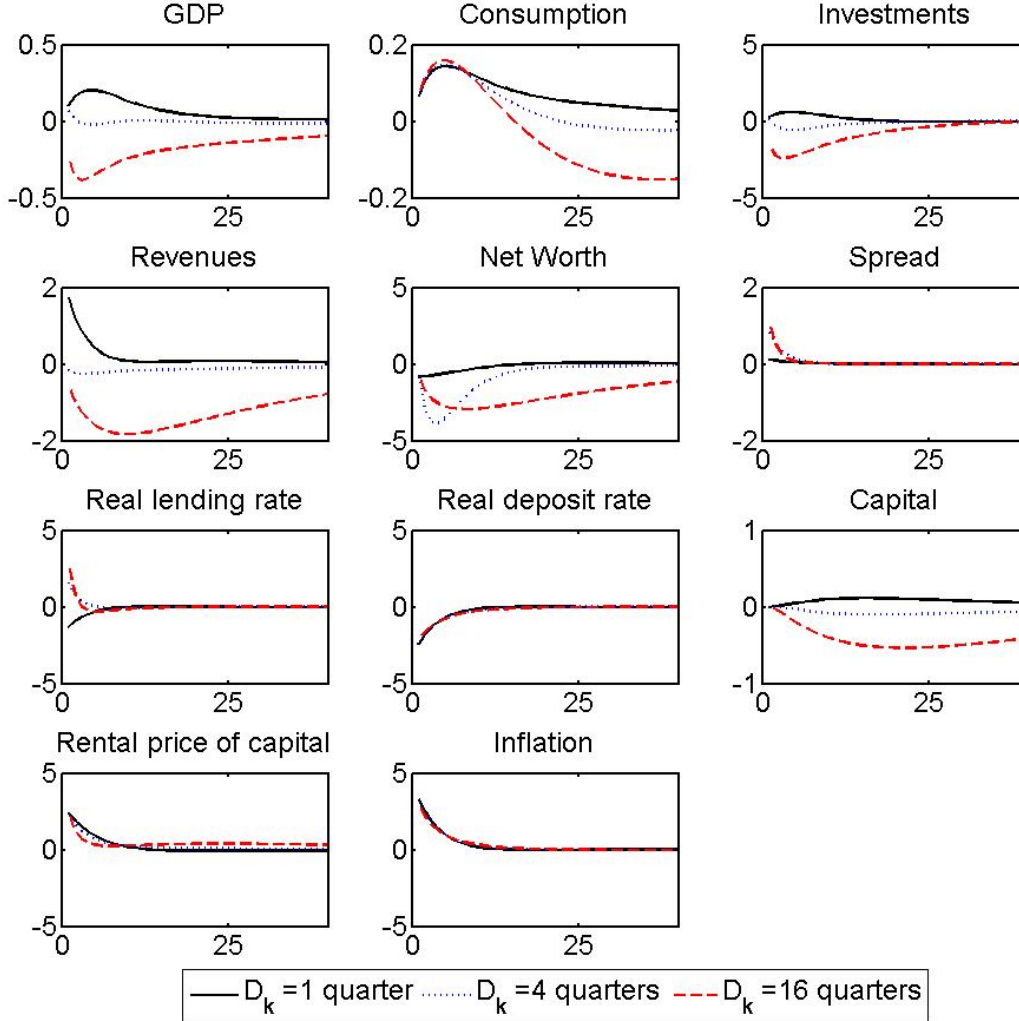 GDP Consumption Investments
0.5 0.2 5
0 0 0
-0.5 -0.2 -5
0 25 0 25 0 25
Revenues Net Worth Spread
2 5 2
0 0 0
-2 -5 -2
0 25 0 25 0 25
Real lending rate Real deposit rate Capital
5 5 1
0 0 0
-5 -5 -1
0 25 0 25 0 25
Rental price of capital Inflation
5 5
0 0
-5 -5
0 25 0 25
D_k =1 quarter D_k =4 quarters D_k =16 quarters